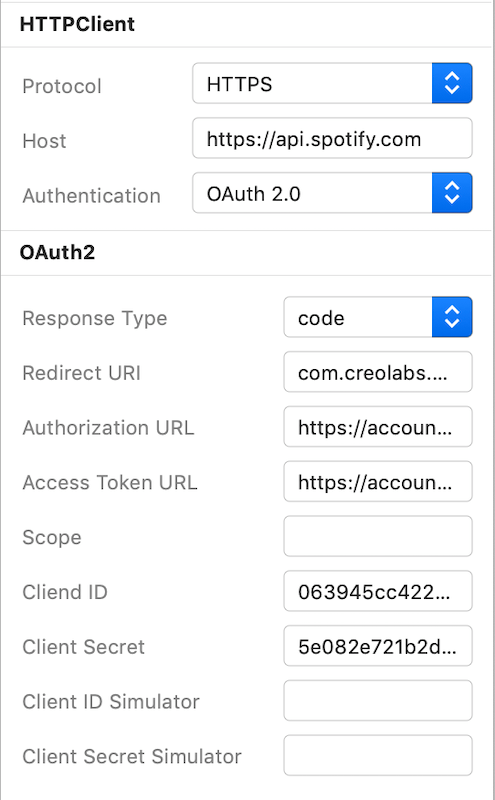 HTTPClient
Protocol HTTPS
Host https://api.spotify.com
Authentication OAuth 2.0
OAuth2
Response Type code
Redirect URI com.creolabs....
Authorization URL https://accoun...
Access Token URL https://accoun...
Scope
Cliend ID 063945cc422...
Client Secret 5e082e721b2d...
Client ID Simulator
Client Secret Simulator